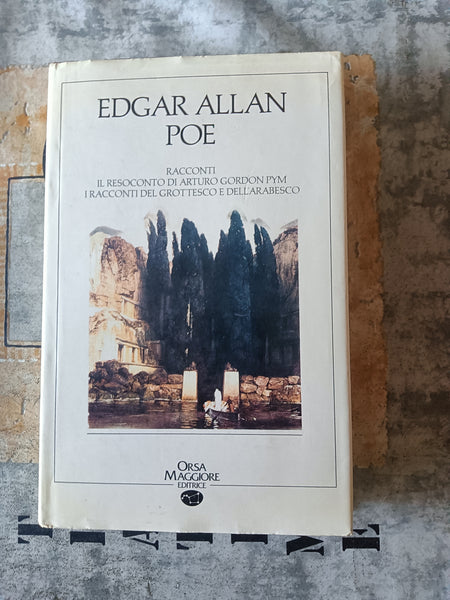 EDGAR ALLAN
POE
RACCONTI
IL RESOCONTO DI ARTURO GORDON PYM
I RACCONTI DEL GROTTESCO E DELL'ARABESCO
ORSA
MAGGIORE
EDITRICE